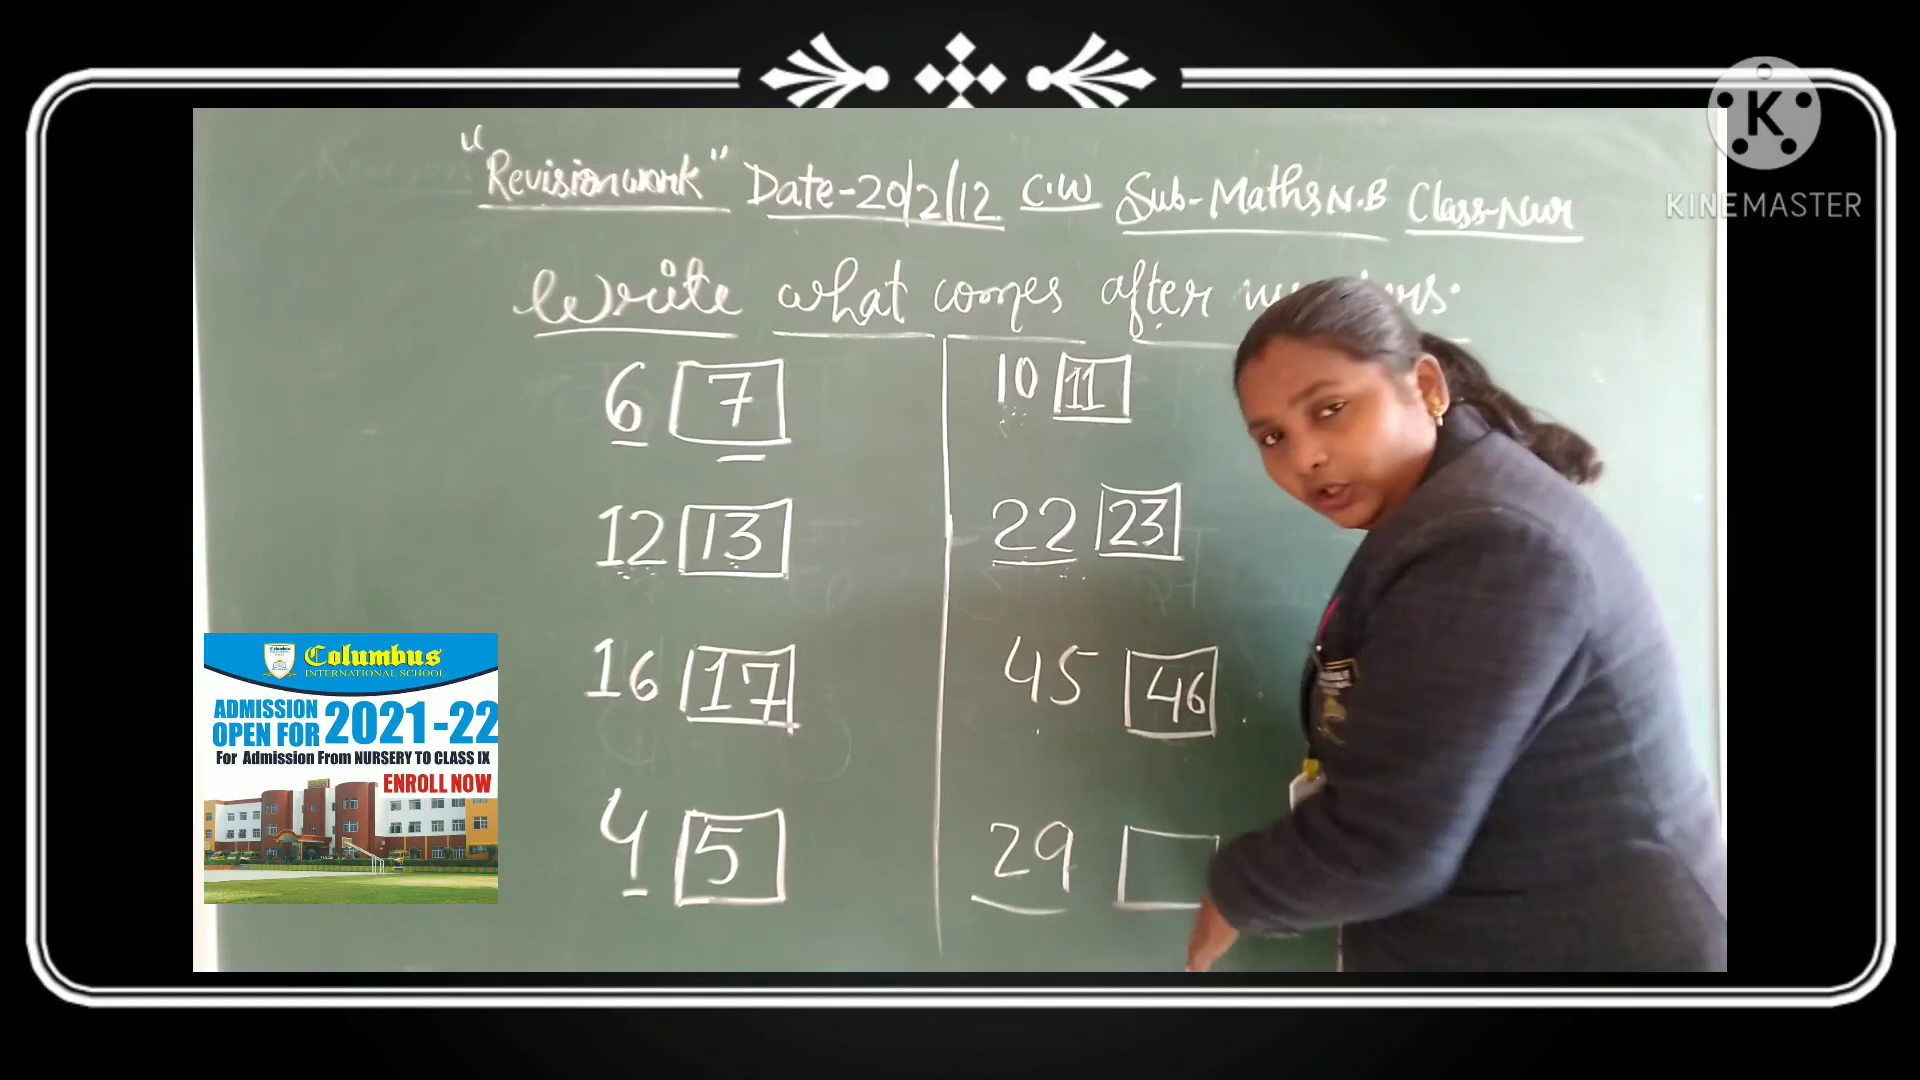 "Revision work" Date-20/2/12 C.W Sub-Maths N.B Class-Nur
Write what comes after
6 7
10 11
12 13
22 23
16 17
45 46
4 5
29
K
KINEMASTER
Columbus
INTERNATIONAL SCHOOL
ADMISSION OPEN FOR 2021-22
For Admission From NURSERY TO CLASS IX
ENROLL NOW